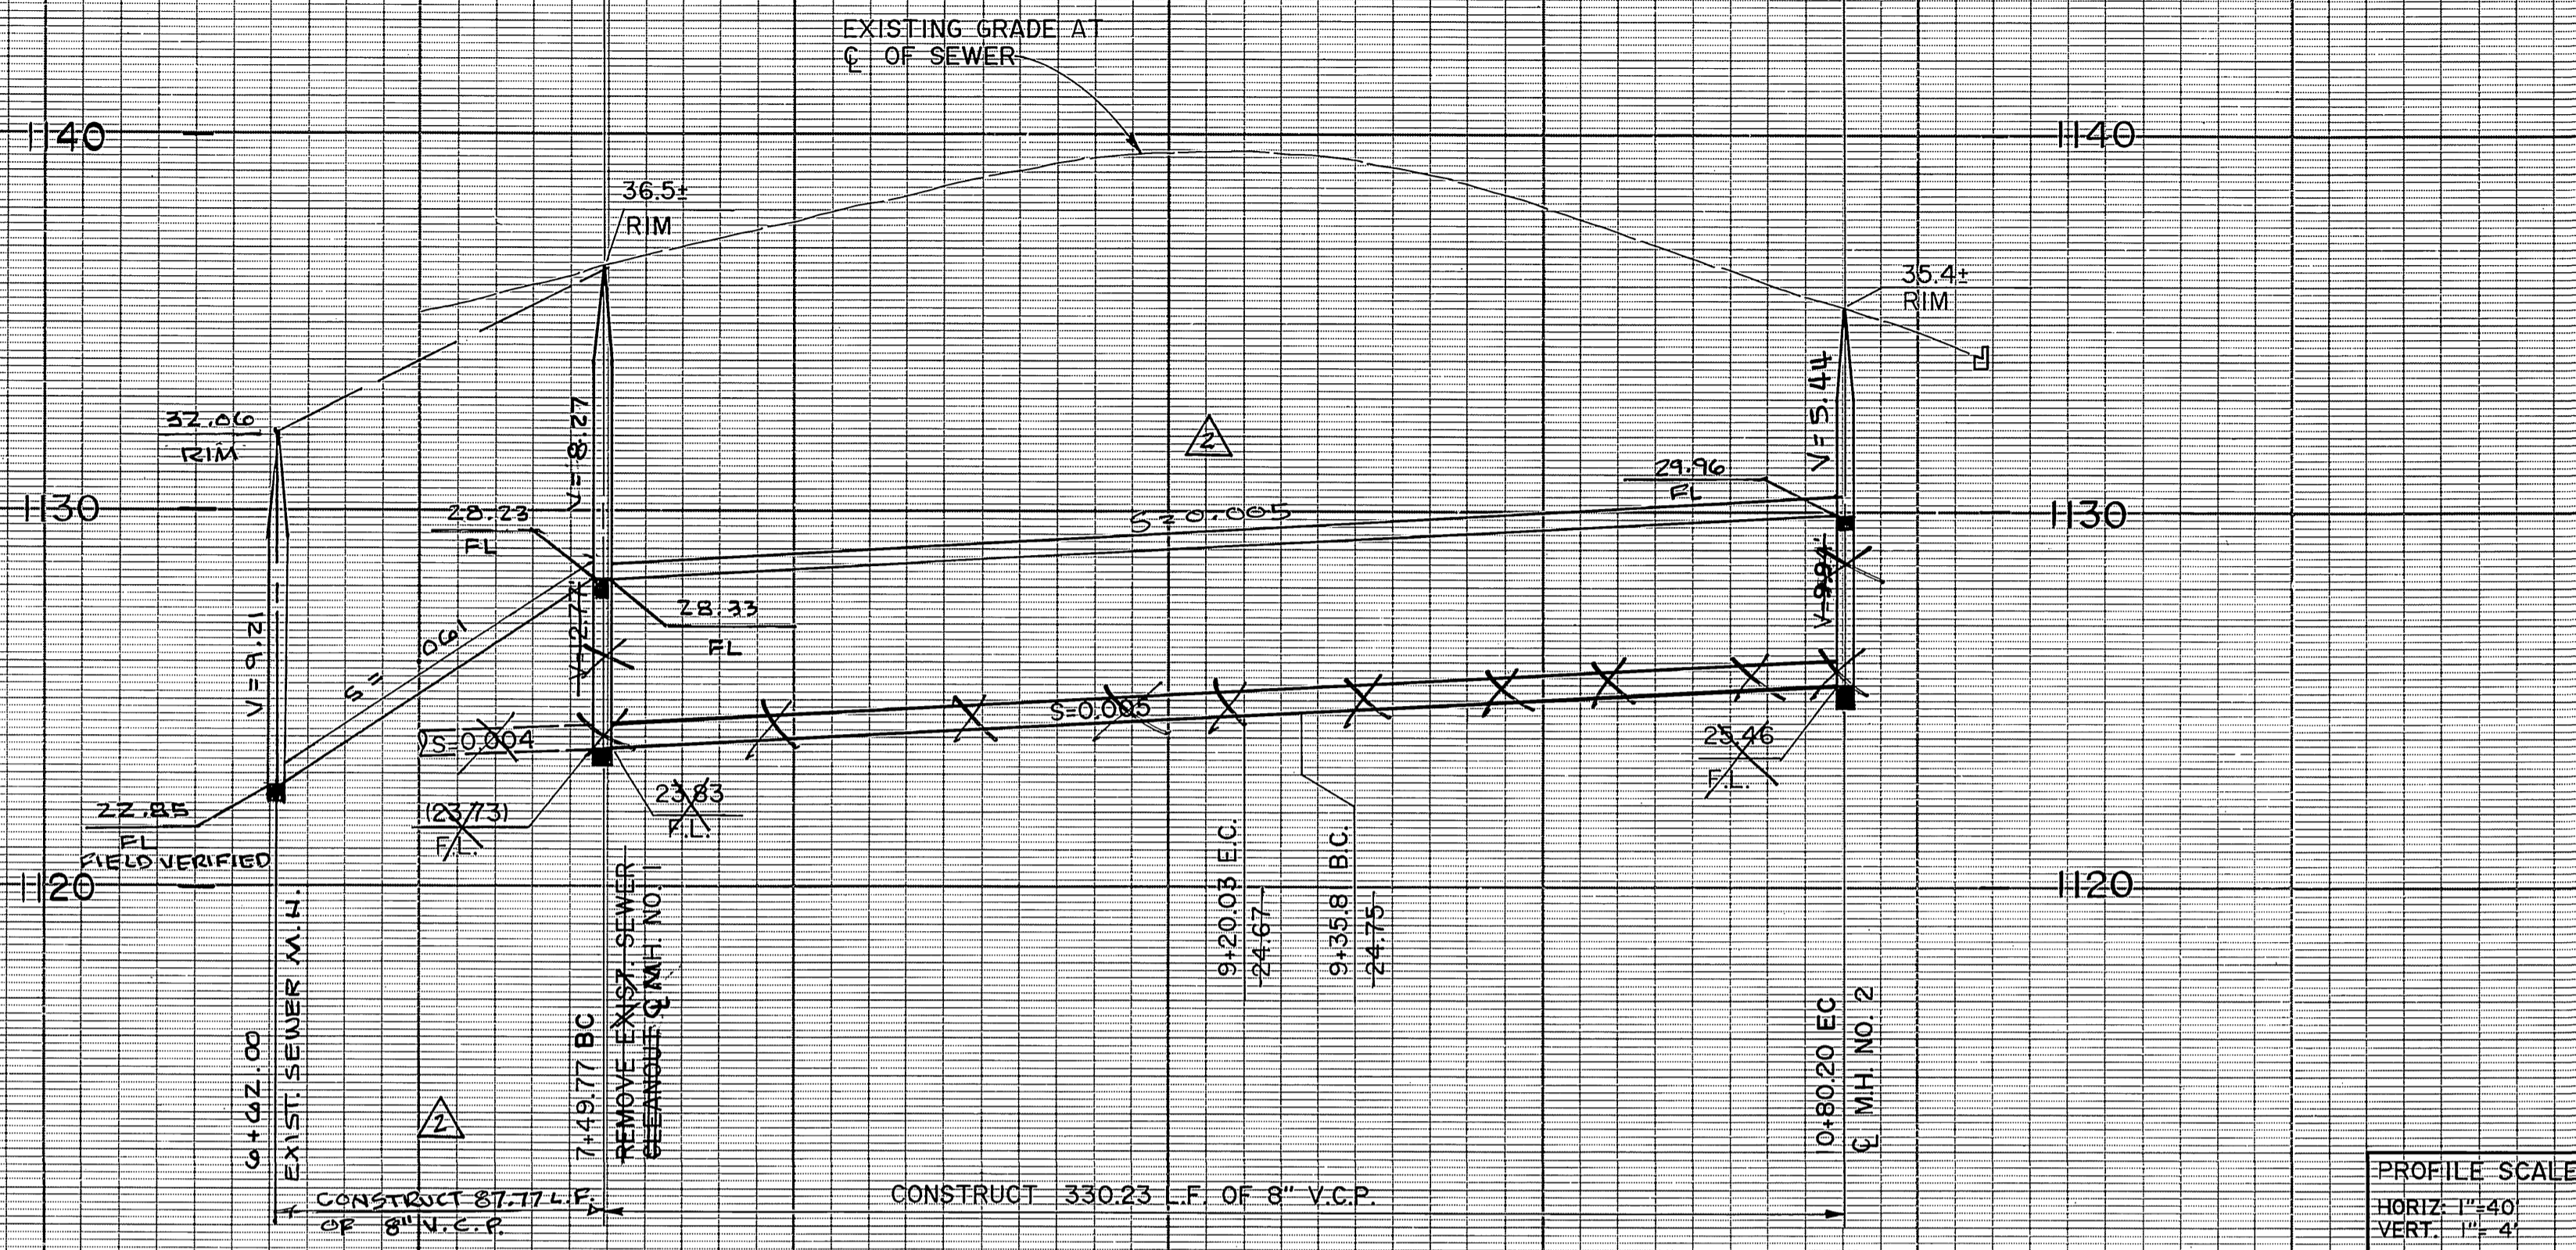 EXISTING GRADE AT
℄ OF SEWER
1140
1140
36.5±
RIM
35.4±
RIM
32.06
RIM
V=8.27
V=5.44
2
29.96
FL
1130
1130
28.23
FL
S=0.005
28.33
FL
V=12.77'
V=9.94'
V=9.21
S= .061
S=0.004
S=0.005
25.46
F.L.
22.85
FL
FIELD VERIFIED
(23.73)
F.L.
23.83
F.L.
1120
1120
6+62.00
EXIST. SEWER M.H.
7+49.77 BC
REMOVE EXIST. SEWER
CLEANOUT ℄ MH. NO. 1
9+20.03 E.C.
24.67
9+35.8 B.C.
24.75
10+80.20 EC
℄ M.H. NO. 2
2
CONSTRUCT 87.77 L.F.
OF 8" V.C.P.
CONSTRUCT 330.23 L.F. OF 8" V.C.P.
PROFILE SCALE
HORIZ: 1"=40'
VERT. 1"= 4'